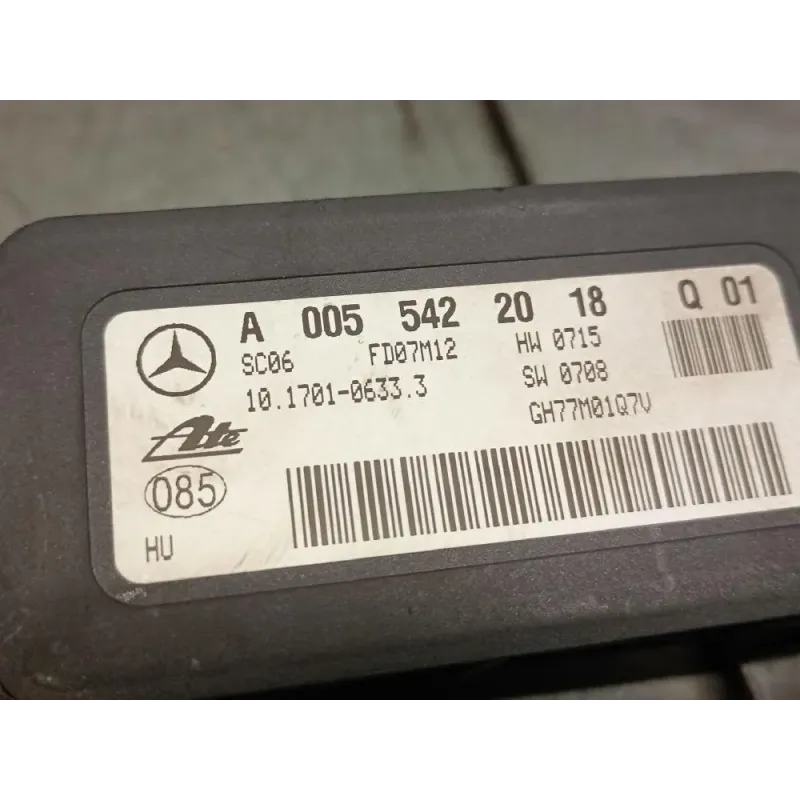 A 005 542 20 18 Q 01
SC06 FD07M12 HW 0715
10.1701-0633.3 SW 0708
Ate GH77M01Q7V
085
HU